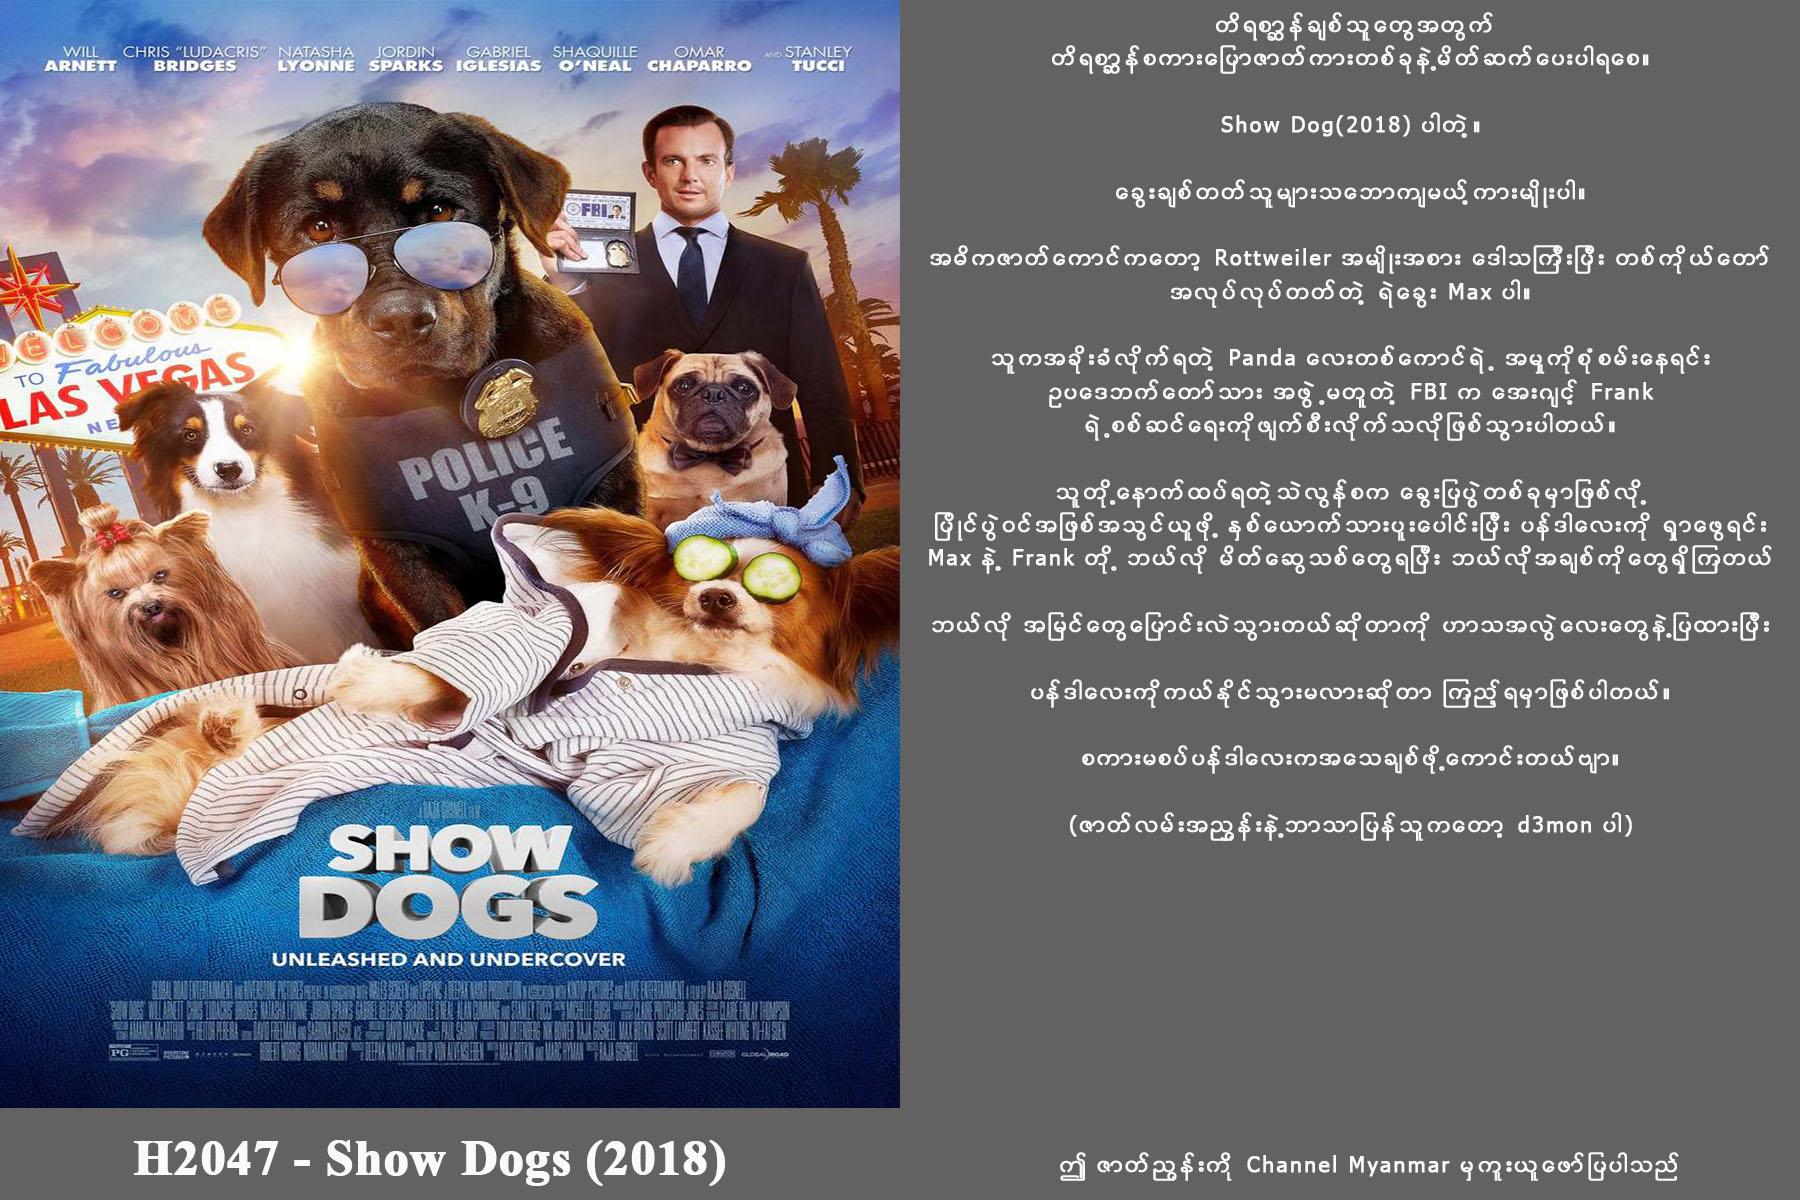 WILL ARNETT CHRIS "LUDACRIS" BRIDGES NATASHA LYONNE JORDIN SPARKS GABRIEL IGLESIAS SHAQUILLE O'NEAL OMAR CHAPARRO AND STANLEY TUCCI
FBI
WELCOME
TO Fabulous
LAS VEGAS
NE
POLICE
K-9
A RAJA GOSNELL FILM
SHOW
DOGS
UNLEASHED AND UNDERCOVER
PG
GLOBAL ROAD
H2047 - Show Dogs (2018)
တိရစ္ဆာန်ချစ်သူတွေအတွက်
တိရစ္ဆာန်စကားပြောဇာတ်ကားတစ်ခုနဲ့မိတ်ဆက်ပေးပါရစေ။
Show Dog(2018) ပါတဲ့။
ခွေးချစ်တတ်သူများသဘောကျမယ့်ကားမျိုးပါ။
အဓိကဇာတ်ကောင်ကတော့ Rottweiler အမျိုးအစား ဒေါသကြီးပြီး တစ်ကိုယ်တော်
အလုပ်လုပ်တတ်တဲ့ ရဲခွေး Max ပါ။
သူကအခိုးခံလိုက်ရတဲ့ Panda လေးတစ်ကောင်ရဲ့ အမှုကိုစုံစမ်းနေရင်း
ဥပဒေဘက်တော်သား အဖွဲ့မတူတဲ့ FBI က အေးဂျင့် Frank
ရဲ့စစ်ဆင်ရေးကိုဖျက်စီးလိုက်သလိုဖြစ်သွားပါတယ်။
သူတို့နောက်ထပ်ရတဲ့သဲလွန်စက ခွေးပြပွဲတစ်ခုမှာဖြစ်လို့
ပြိုင်ပွဲဝင်အဖြစ်အသွင်ယူဖို့ နှစ်ယောက်သားပူးပေါင်းပြီး ပန်ဒါလေးကို ရှာဖွေရင်း
Max နဲ့ Frank တို့ ဘယ်လို မိတ်ဆွေသစ်တွေရပြီး ဘယ်လိုအချစ်ကိုတွေ့ရှိကြတယ်
ဘယ်လို အမြင်တွေပြောင်းလဲသွားတယ်ဆိုတာကို ဟာသအလွဲလေးတွေနဲ့ပြထားပြီး
ပန်ဒါလေးကိုကယ်နိုင်သွားမလားဆိုတာ ကြည့်ရမှာဖြစ်ပါတယ်။
စကားမစပ်ပန်ဒါလေးကအသေချစ်ဖို့ကောင်းတယ်ဗျာ။
(ဇာတ်လမ်းအညွှန်းနဲ့ဘာသာပြန်သူကတော့ d3mon ပါ)
ဤ ဇာတ်ညွှန်းကို Channel Myanmar မှကူးယူဖော်ပြပါသည်